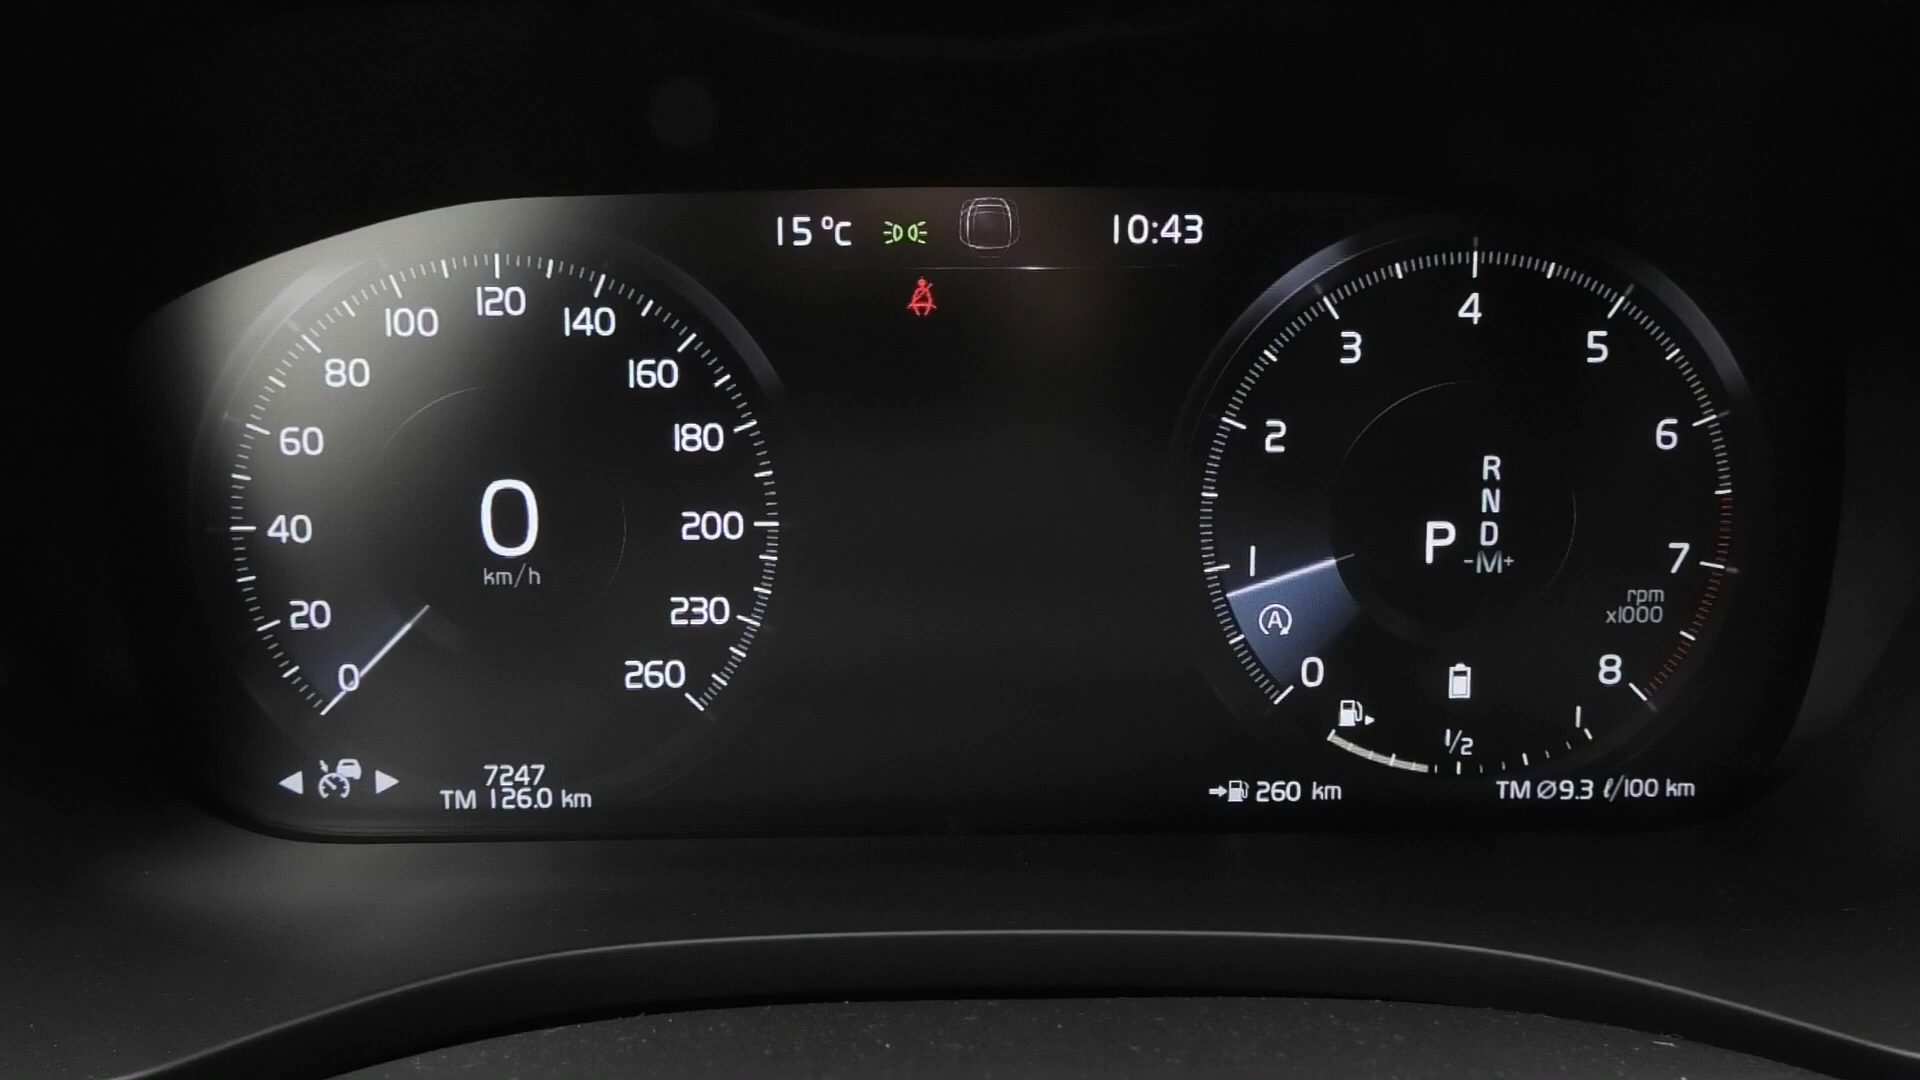 15 °C 10:43
0
20
40
60
80
100
120
140
160
180
200
230
260
0
km/h
7247
TM 126.0 km
0
1
2
3
4
5
6
7
8
rpm
x1000
R
N
D
P
-M+
A
1/2
1
260 km
TM Ø9.3 ℓ/100 km